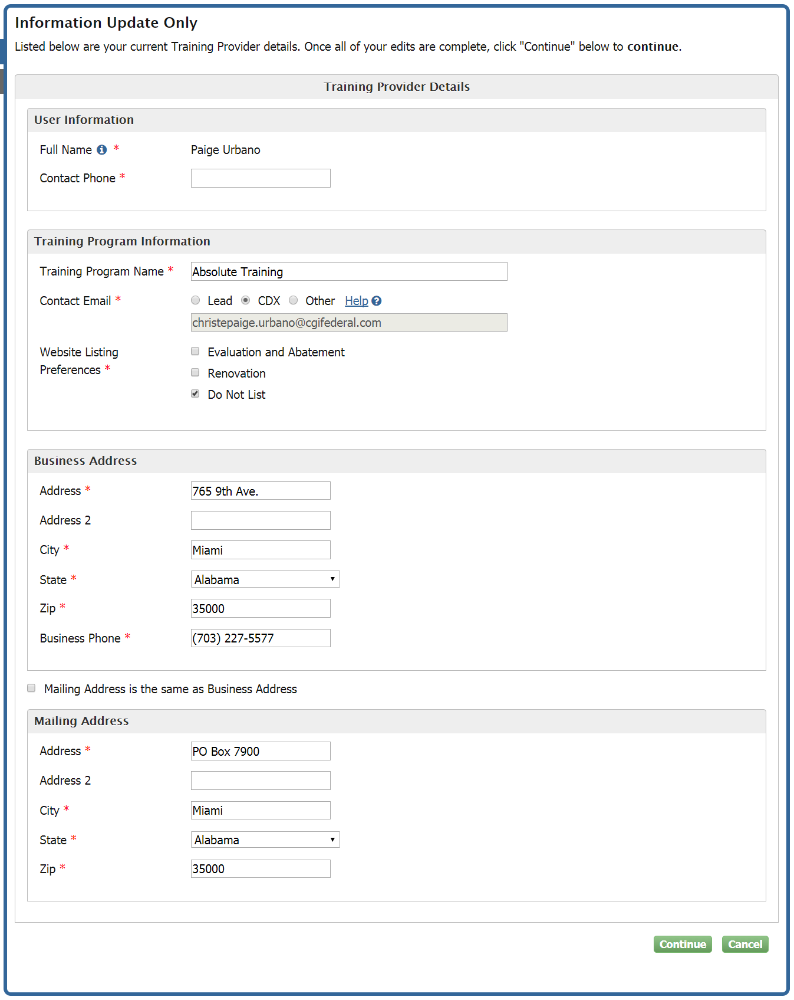 Information Update Only
Listed below are your current Training Provider details. Once all of your edits are complete, click "Continue" below to continue.
Training Provider Details
User Information
Full Name * Paige Urbano
Contact Phone *
Training Program Information
Training Program Name * Absolute Training
Contact Email * Lead CDX Other Help
christepaige.urbano@cgifederal.com
Website Listing Preferences * Evaluation and Abatement
Renovation
Do Not List
Business Address
Address * 765 9th Ave.
Address 2
City * Miami
State * Alabama
Zip * 35000
Business Phone * (703) 227-5577
Mailing Address is the same as Business Address
Mailing Address
Address * PO Box 7900
Address 2
City * Miami
State * Alabama
Zip * 35000
Continue Cancel